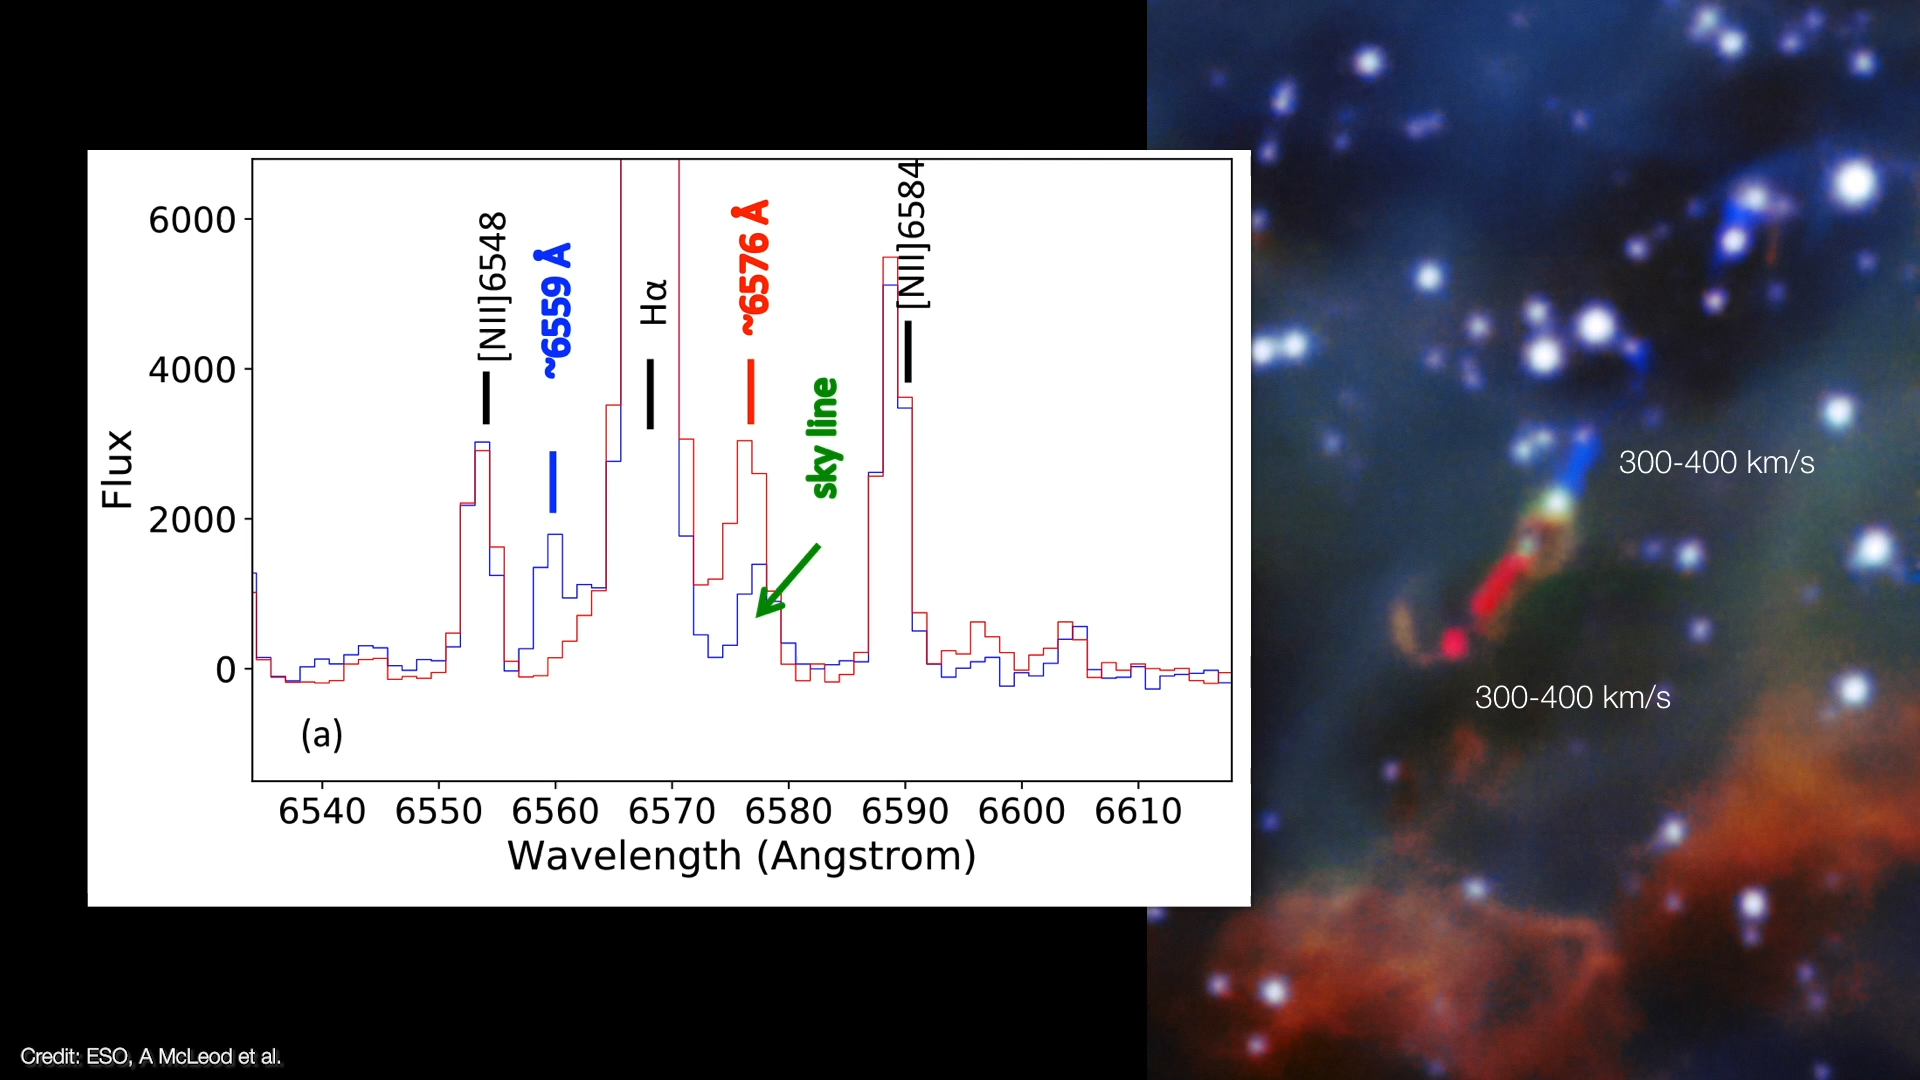 [NII]6548
~6559 Å
Hα
~6576 Å
sky line
[NII]6584
6000
4000
2000
0
Flux
(a)
6540 6550 6560 6570 6580 6590 6600 6610
Wavelength (Angstrom)
300-400 km/s
300-400 km/s
Credit: ESO, A McLeod et al.